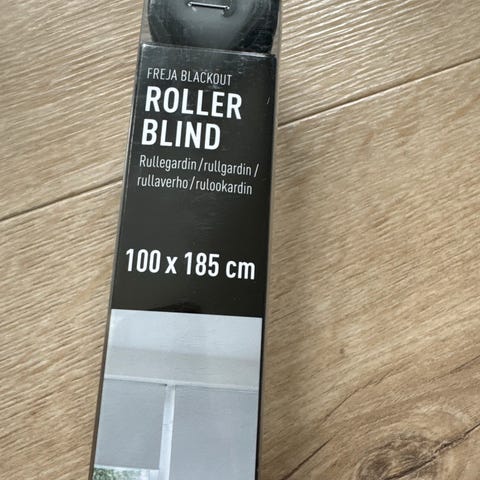 FREJA BLACKOUT
ROLLER
BLIND
Rullegardin/rullgardin/
rullaverho/rulookardin
100 x 185 cm